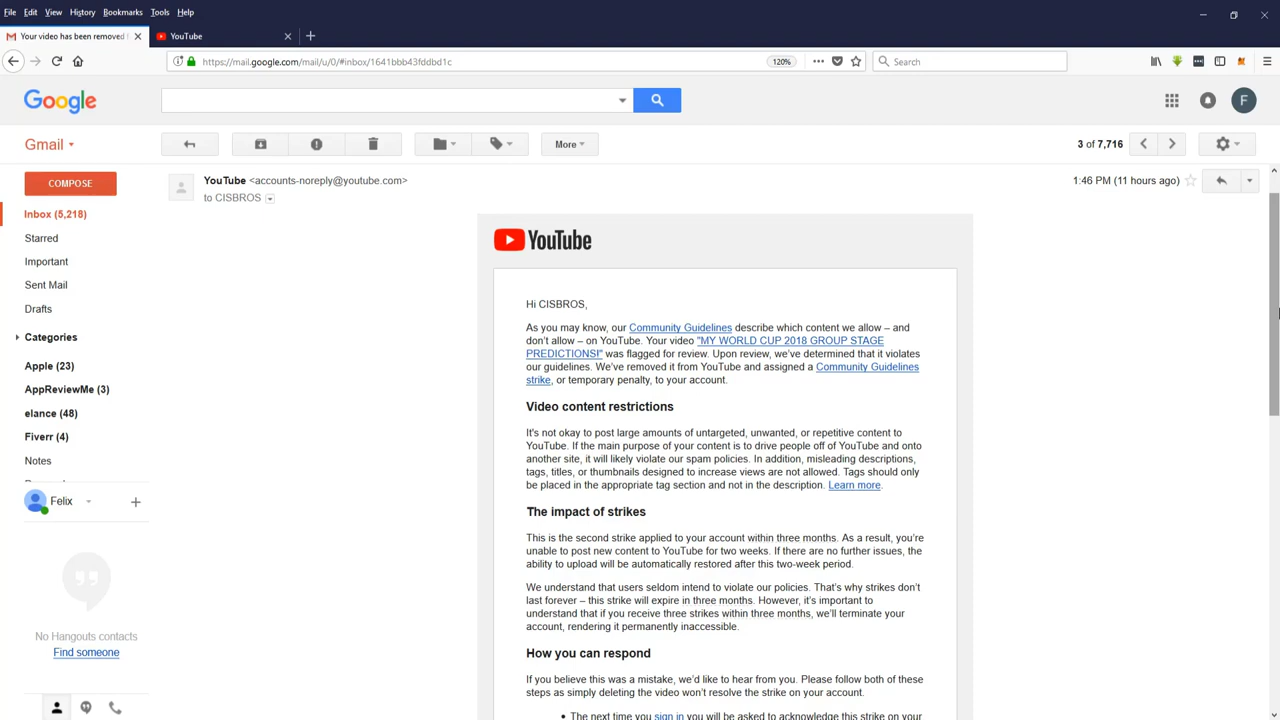 File Edit View History Bookmarks Tools Help
Your video has been removed f
YouTube
https://mail.google.com/mail/u/0/#inbox/1641bbb43fddbd1c
120%
Search
Google
F
Gmail
More
3 of 7,716
COMPOSE
Inbox (5,218)
Starred
Important
Sent Mail
Drafts
Categories
Apple (23)
AppReviewMe (3)
elance (48)
Fiverr (4)
Notes
Felix
No Hangouts contacts
Find someone
YouTube <accounts-noreply@youtube.com>
1:46 PM (11 hours ago)
to CISBROS
YouTube
Hi CISBROS,
As you may know, our Community Guidelines describe which content we allow – and
don't allow – on YouTube. Your video "MY WORLD CUP 2018 GROUP STAGE
PREDICTIONS!" was flagged for review. Upon review, we've determined that it violates
our guidelines. We've removed it from YouTube and assigned a Community Guidelines
strike, or temporary penalty, to your account.
Video content restrictions
It's not okay to post large amounts of untargeted, unwanted, or repetitive content to
YouTube. If the main purpose of your content is to drive people off of YouTube and onto
another site, it will likely violate our spam policies. In addition, misleading descriptions,
tags, titles, or thumbnails designed to increase views are not allowed. Tags should only
be placed in the appropriate tag section and not in the description. Learn more.
The impact of strikes
This is the second strike applied to your account within three months. As a result, you're
unable to post new content to YouTube for two weeks. If there are no further issues, the
ability to upload will be automatically restored after this two-week period.
We understand that users seldom intend to violate our policies. That's why strikes don't
last forever – this strike will expire in three months. However, it's important to
understand that if you receive three strikes within three months, we'll terminate your
account, rendering it permanently inaccessible.
How you can respond
If you believe this was a mistake, we'd like to hear from you. Please follow both of these
steps as simply deleting the video won't resolve the strike on your account.
• The next time you sign in you will be asked to acknowledge this strike on your